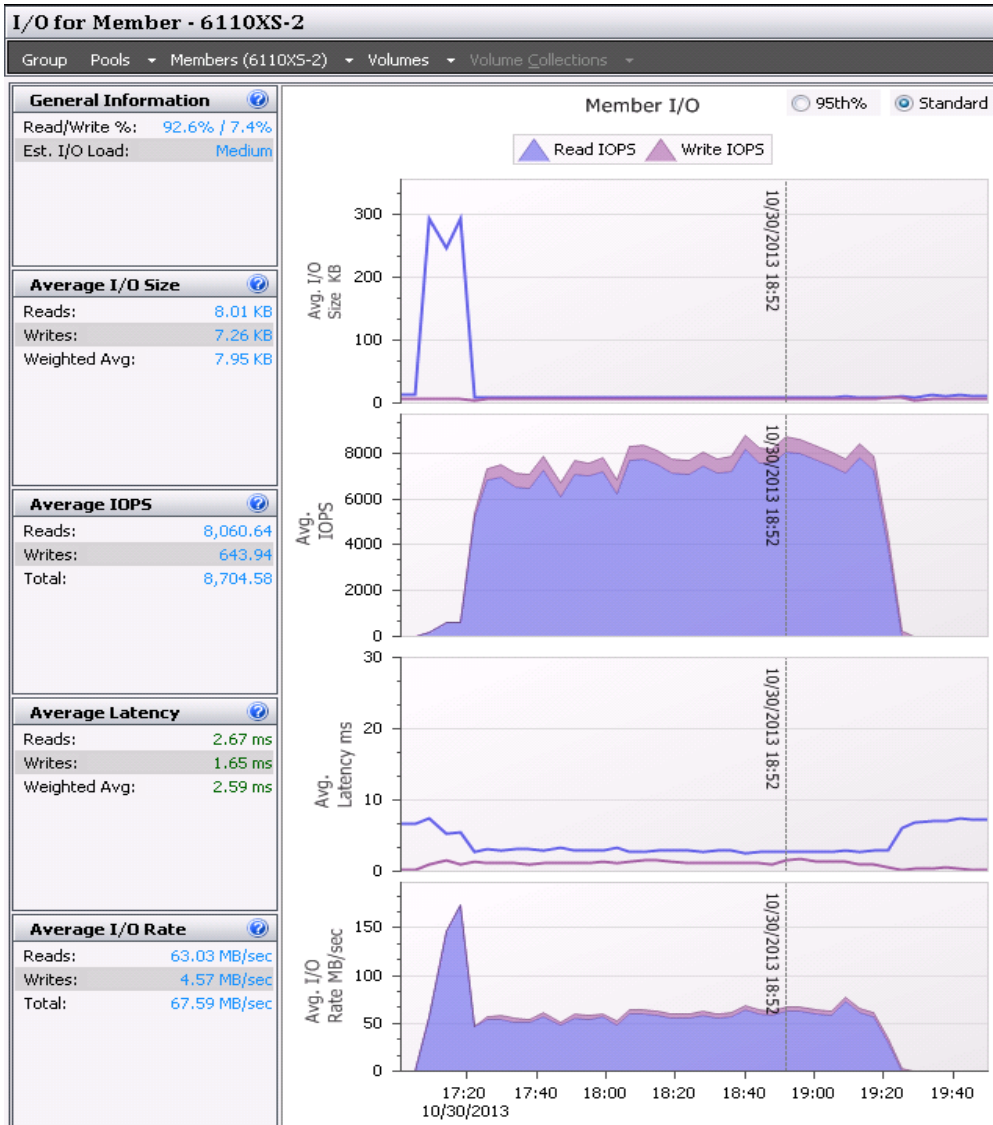 I/O for Member - 6110XS-2
Group Pools Members (6110XS-2) Volumes Volume Collections
General Information
Read/Write %: 92.6% / 7.4%
Est. I/O Load: Medium
Average I/O Size
Reads: 8.01 KB
Writes: 7.26 KB
Weighted Avg: 7.95 KB
Average IOPS
Reads: 8,060.64
Writes: 643.94
Total: 8,704.58
Average Latency
Reads: 2.67 ms
Writes: 1.65 ms
Weighted Avg: 2.59 ms
Average I/O Rate
Reads: 63.03 MB/sec
Writes: 4.57 MB/sec
Total: 67.59 MB/sec
Member I/O
95th% Standard
Read IOPS Write IOPS
Avg. I/O
Size KB
300
200
100
0
10/30/2013 18:52
Avg.
IOPS
8000
6000
4000
2000
0
10/30/2013 18:52
Avg.
Latency ms
30
20
10
0
10/30/2013 18:52
Avg. I/O
Rate MB/sec
150
100
50
0
10/30/2013 18:52
17:20 17:40 18:00 18:20 18:40 19:00 19:20 19:40
10/30/2013